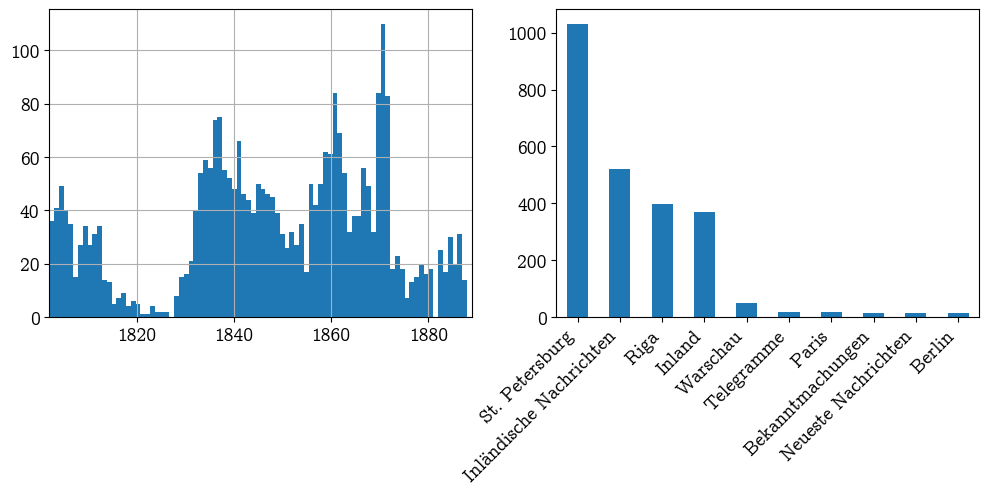 100
80
60
40
20
0
1820 1840 1860 1880
1000
800
600
400
200
0
St. Petersburg
Inländische Nachrichten
Riga
Inland
Warschau
Telegramme
Paris
Bekanntmachungen
Neueste Nachrichten
Berlin